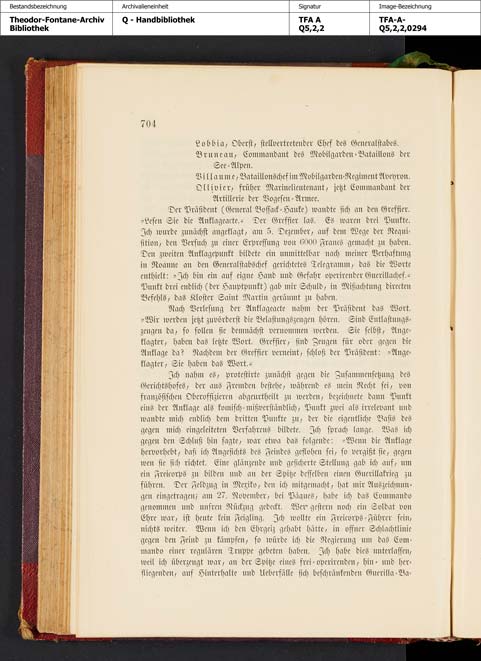 Bestandsbezeichnung
Theodor-Fontane-Archiv
Bibliothek
Archivalieneinheit
Q - Handbibliothek
Signatur
TFA A
Q5,2,2
Image-Bezeichnung
TFA-A-
Q5,2,2,0294
704
Lobbia, Oberst, stellvertretender Chef des Generalstabes.
Bruneau, Commandant des Mobilgarden-Bataillons der
See-Alpen.
Villaume, Bataillonschef im Mobilgarden-Regiment Aveyron.
Ollivier, früher Marinelieutenant, jetzt Commandant der
Artillerie der Vogesen-Armee.
Der Präsident (General Bossack-Hauke) wandte sich an den Greffier.
»Lesen Sie die Anklageacte.« Der Greffier las. Es waren drei Punkte.
Ich wurde zunächst angeklagt, am 5. Dezember, auf dem Wege der Requi-
sition, den Versuch zu einer Erpressung von 6000 Francs gemacht zu haben.
Den zweiten Anklagepunkt bildete ein unmittelbar nach meiner Verhaftung
in Roanne an den Generalstabschef gerichtetes Telegramm, das die Worte
enthielt: »Ich bin ein auf eigne Hand und Gefahr operirender Guerillachef.«
Punkt drei endlich (der Hauptpunkt) gab mir Schuld, in Mißachtung direkten
Befehls, das Kloster Saint Martin geräumt zu haben.
Nach Verlesung der Anklageacte nahm der Präsident das Wort.
»Wir werden jetzt zuvörderst die Belastungszeugen hören. Sind Entlastungs-
zeugen da, so sollen sie demnächst vernommen werden. Sie selbst, Ange-
klagter, haben das letzte Wort. Greffier, sind Zeugen für oder gegen die
Anklage da? Nachdem der Greffier verneint, schloß der Präsident: »Ange-
klagter, Sie haben das Wort.«
Ich nahm es, protestirte zunächst gegen die Zusammensetzung des
Gerichtshofes, der aus Fremden bestehe, während es mein Recht sei, von
französischen Oberoffizieren abgeurtheilt zu werden, bezeichnete dann Punkt
eins der Anklage als komisch-mißverständlich, Punkt zwei als irrelevant und
wandte mich endlich dem dritten Punkte zu, der die eigentliche Basis des
gegen mich eingeleiteten Verfahrens bildete. Ich sprach lange. Was ich
gegen den Schluß hin sagte, war etwa das folgende: »Wenn die Anklage
hervorhebt, daß ich Angesichts des Feindes geflohen sei, so vergißt sie, gegen
wen sie sich richtet. Eine glänzende und gesicherte Stellung gab ich auf, um
ein Freicorps zu bilden und an der Spitze desselben einen Guerillakrieg zu
führen. Der Feldzug in Mexiko, den ich mitgemacht, hat mir Auszeichnun-
gen eingetragen; am 27. November, bei Pâques, habe ich das Commando
genommen und unsren Rückzug gedeckt. Wer gestern noch ein Soldat von
Ehre war, ist heute kein Feigling. Ich wollte ein Freicorps-Führer sein,
nichts weiter. Wenn ich den Ehrgeiz gehabt hätte, in offner Schlachtlinie
gegen den Feind zu kämpfen, so würde ich die Regierung um das Com-
mando einer regulären Truppe gebeten haben. Ich habe dies unterlassen,
weil ich überzeugt war, an der Spitze eines frei-operirenden, hin- und her-
fliegenden, auf Hinterhalte und Ueberfälle sich beschränkenden Guerilla-Ba-